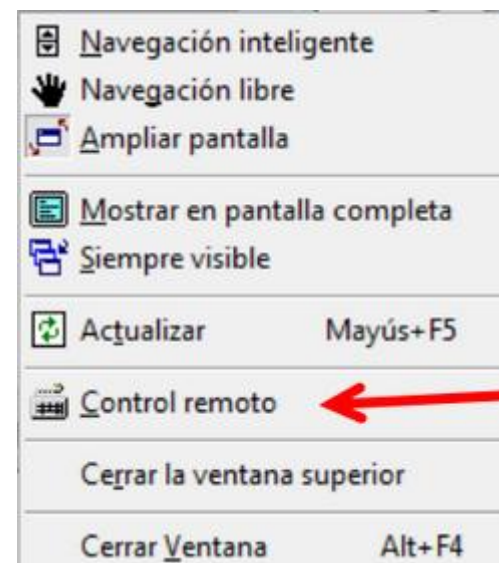 Navegación inteligente
Navegación libre
Ampliar pantalla
Mostrar en pantalla completa
Siempre visible
Actualizar Mayús+F5
Control remoto
Cerrar la ventana superior
Cerrar Ventana Alt+F4